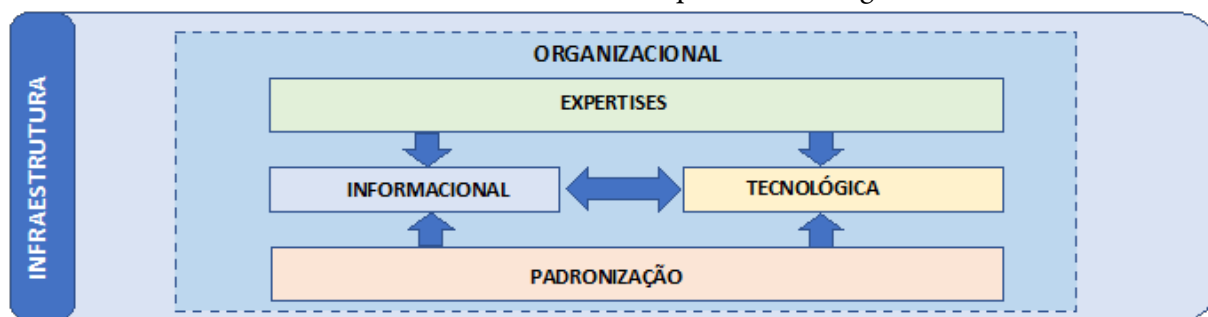 INFRAESTRUTURA
ORGANIZACIONAL
EXPERTISES
INFORMACIONAL
TECNOLÓGICA
PADRONIZAÇÃO